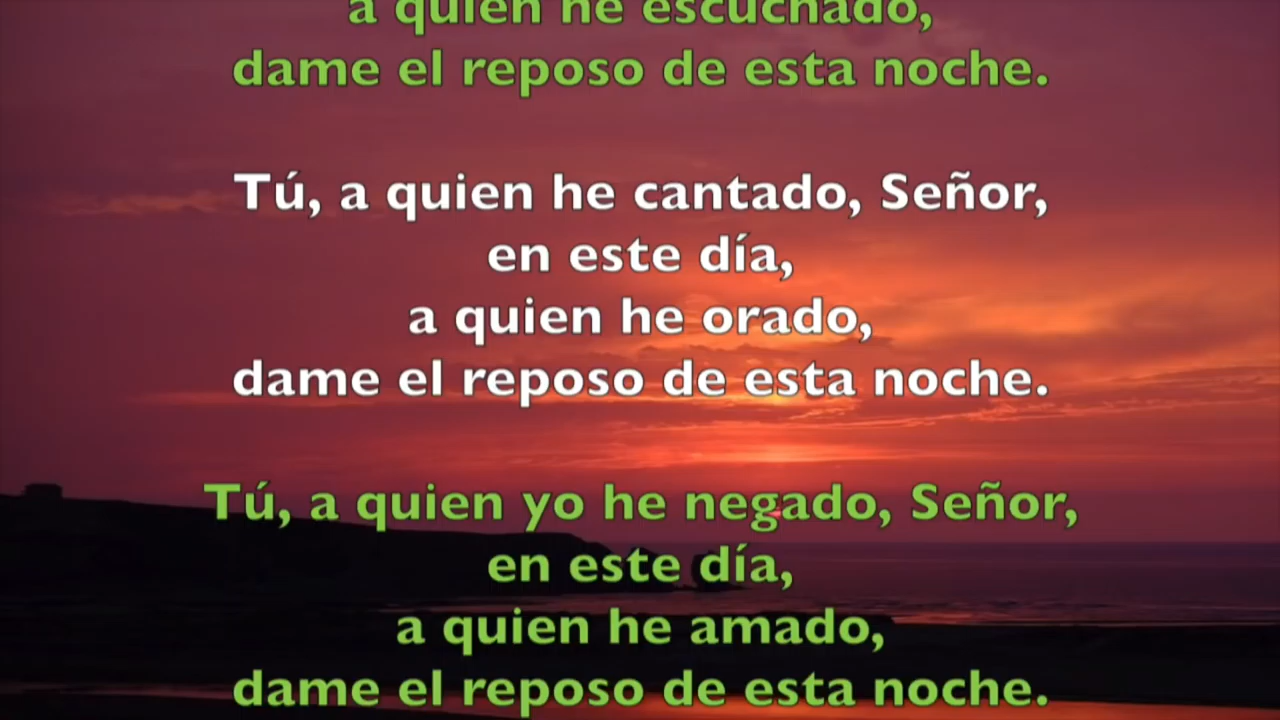 a quien he escuchado,
dame el reposo de esta noche.
Tú, a quien he cantado, Señor,
en este día,
a quien he orado,
dame el reposo de esta noche.
Tú, a quien yo he negado, Señor,
en este día,
a quien he amado,
dame el reposo de esta noche.